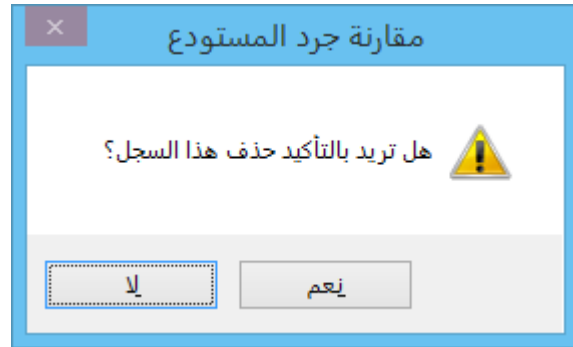 مقارنة جرد المستودع
هل تريد بالتأكيد حذف هذا السجل؟
نعم
لا